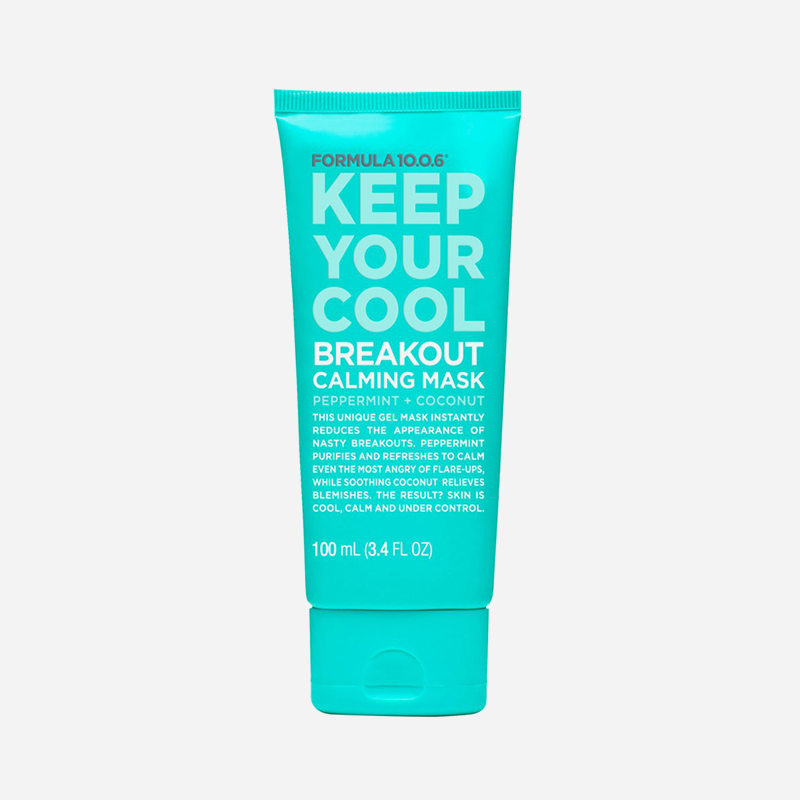 FORMULA 10.0.6®
KEEP
YOUR
COOL
BREAKOUT
CALMING MASK
PEPPERMINT + COCONUT
THIS UNIQUE GEL MASK INSTANTLY
REDUCES THE APPEARANCE OF
NASTY BREAKOUTS. PEPPERMINT
PURIFIES AND REFRESHES TO CALM
EVEN THE MOST ANGRY OF FLARE-UPS,
WHILE SOOTHING COCONUT RELIEVES
BLEMISHES. THE RESULT? SKIN IS
COOL, CALM AND UNDER CONTROL.
100 mL (3.4 FL OZ)